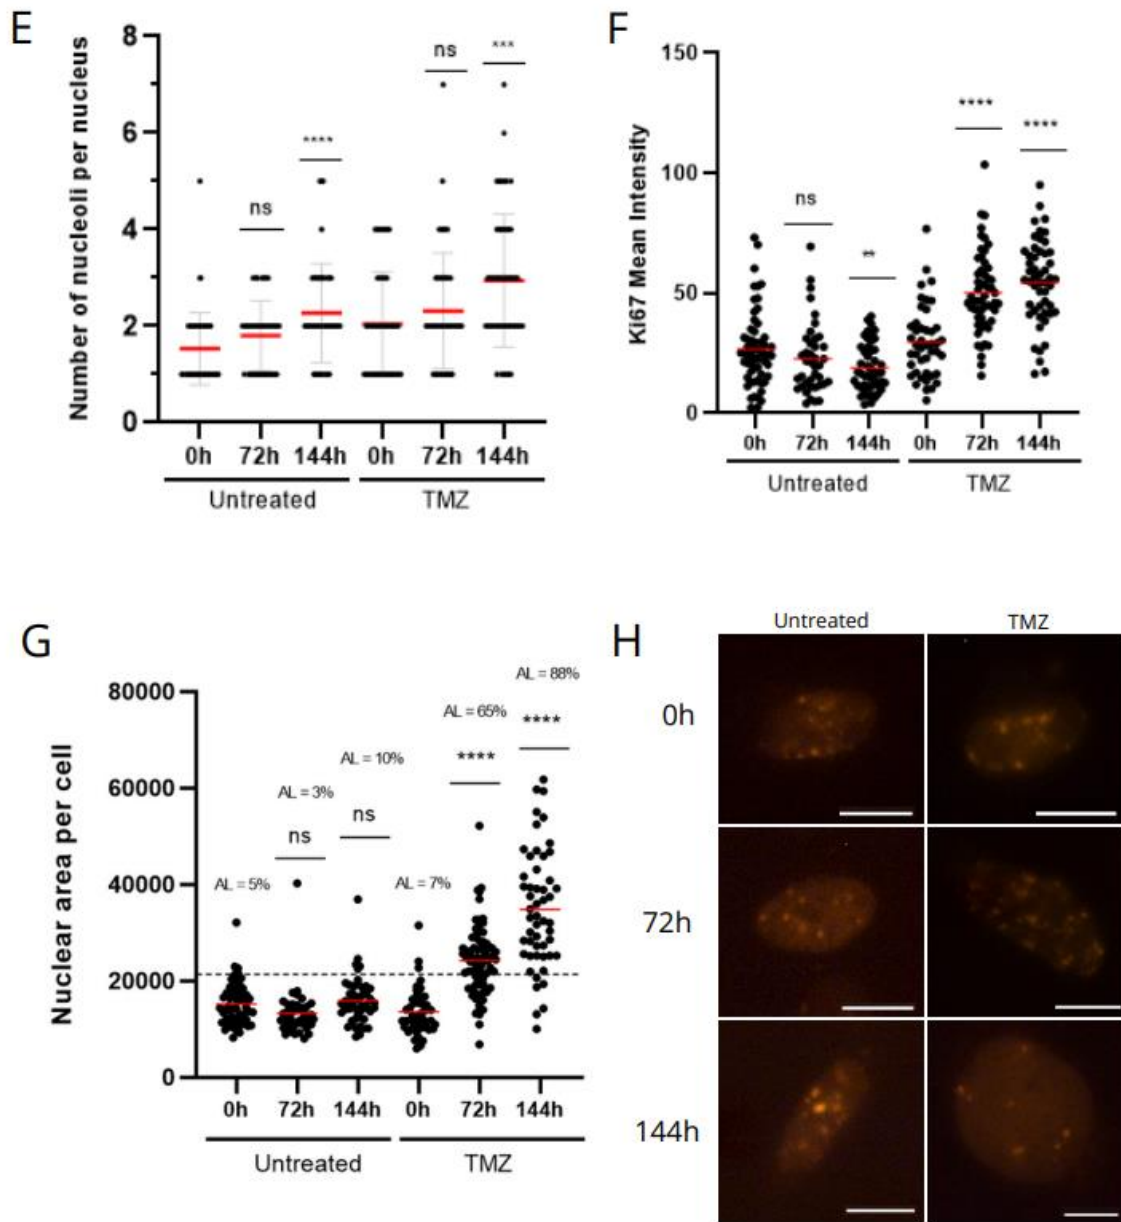 E
Number of nucleoli per nucleus
8
6
4
2
0
ns
****
ns
***
0h 72h 144h 0h 72h 144h
Untreated TMZ
F
Ki67 Mean Intensity
150
100
50
0
ns
**
****
****
0h 72h 144h 0h 72h 144h
Untreated TMZ
G
Nuclear area per cell
80000
60000
40000
20000
0
AL = 5%
AL = 3%
ns
AL = 10%
ns
AL = 7%
AL = 65%
****
AL = 88%
****
0h 72h 144h 0h 72h 144h
Untreated TMZ
H
Untreated TMZ
0h
72h
144h